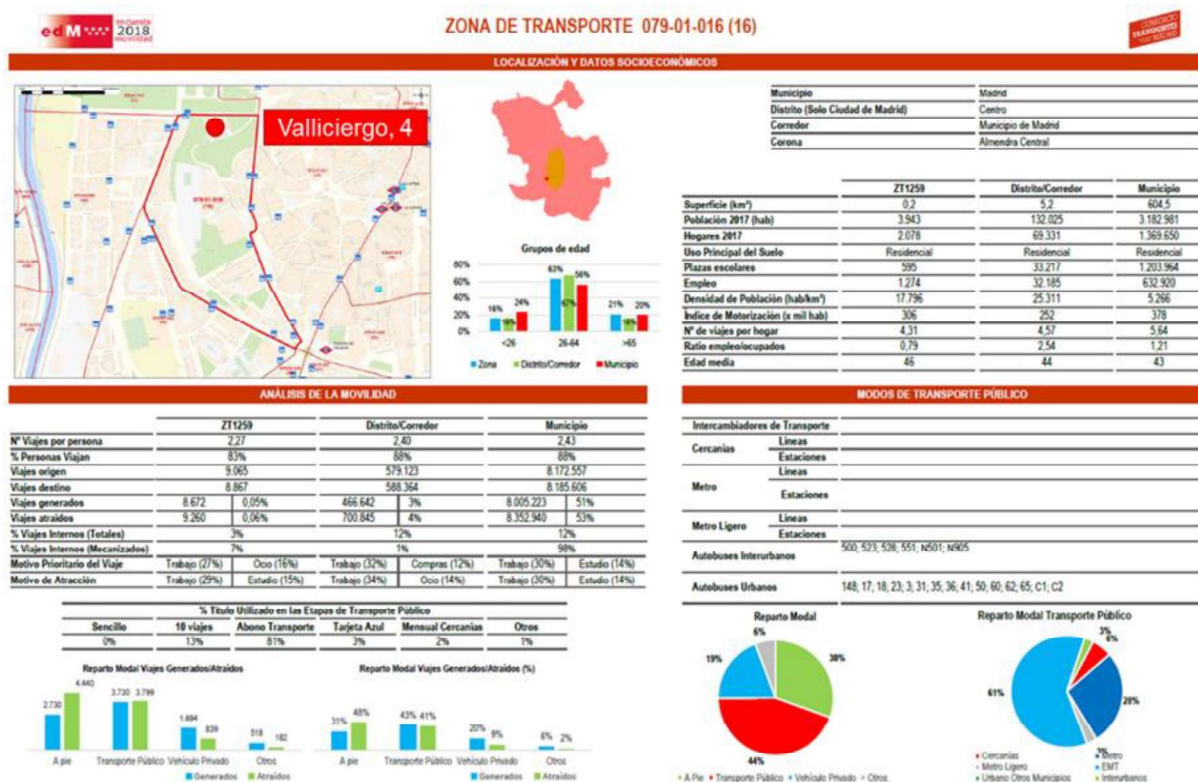 edM encuesta 2018 movilidad
ZONA DE TRANSPORTE 079-01-016 (16)
CONSORCIO TRANSPORTES
LOCALIZACIÓN Y DATOS SOCIOECONÓMICOS
Valliciergo, 4
079-01-016
(16)
Municipio Madrid
Distrito (Solo Ciudad de Madrid) Centro
Corredor Municipio de Madrid
Corona Almendra Central
ZT1259 Distrito/Corredor Municipio
Superficie (km²) 0,2 5,2 604,5
Población 2017 (hab) 3.943 132.025 3.182.981
Hogares 2017 2.078 69.331 1.369.650
Uso Principal del Suelo Residencial Residencial Residencial
Plazas escolares 595 33.217 1.203.964
Empleo 1.274 32.185 632.920
Densidad de Población (hab/km²) 17.796 25.311 5.266
Índice de Motorización (x mil hab) 306 252 378
Nº de viajes por hogar 4,31 4,57 5,64
Ratio empleo/ocupados 0,79 2,54 1,21
Edad media 46 44 43
Grupos de edad
80%
60%
40%
20%
0%
16% 16% 24%
63% 67% 56%
21% 16% 20%
<26 26-64 >65
Zona Distrito/Corredor Municipio
ANÁLISIS DE LA MOVILIDAD
ZT1259 Distrito/Corredor Municipio
Nº Viajes por persona 2,27 2,40 2,43
% Personas Viajan 83% 88% 88%
Viajes origen 9.065 579.123 8.172.557
Viajes destino 8.867 588.364 8.185.606
Viajes generados 8.672 0,05% 466.642 3% 8.005.223 51%
Viajes atraídos 9.260 0,06% 700.845 4% 8.352.940 53%
% Viajes Internos (Totales) 3% 12% 12%
% Viajes Internos (Mecanizados) 7% 1% 98%
Motivo Prioritario del Viaje Trabajo (27%) Ocio (16%) Trabajo (32%) Compras (12%) Trabajo (30%) Estudio (14%)
Motivo de Atracción Trabajo (29%) Estudio (15%) Trabajo (34%) Ocio (14%) Trabajo (30%) Estudio (14%)
% Título Utilizado en las Etapas de Transporte Público
Sencillo 10 viajes Abono Transporte Tarjeta Azul Mensual Cercanías Otros
0% 13% 81% 3% 2% 1%
Reparto Modal Viajes Generados/Atraídos
2.730 4.440 3.730 3.799 1.694 839 518 182
A pie Transporte Público Vehículo Privado Otros
Generados Atraídos
Reparto Modal Viajes Generados/Atraídos (%)
31% 48% 43% 41% 20% 9% 6% 2%
A pie Transporte Público Vehículo Privado Otros
Generados Atraídos
MODOS DE TRANSPORTE PÚBLICO
Intercambiadores de Transporte
Cercanías Líneas
Estaciones
Metro Líneas
Estaciones
Metro Ligero Líneas
Estaciones
Autobuses Interurbanos 500; 523; 528; 551; N501; N905
Autobuses Urbanos 148; 17; 18; 23; 3; 31; 35; 36; 41; 50; 60; 62; 65; C1; C2
Reparto Modal
6%
19%
30%
44%
A Pie Transporte Público Vehículo Privado Otros
Reparto Modal Transporte Público
3%
6%
28%
61%
Cercanías Metro
Metro Ligero EMT
Urbano Otros Municipios Interurbanos